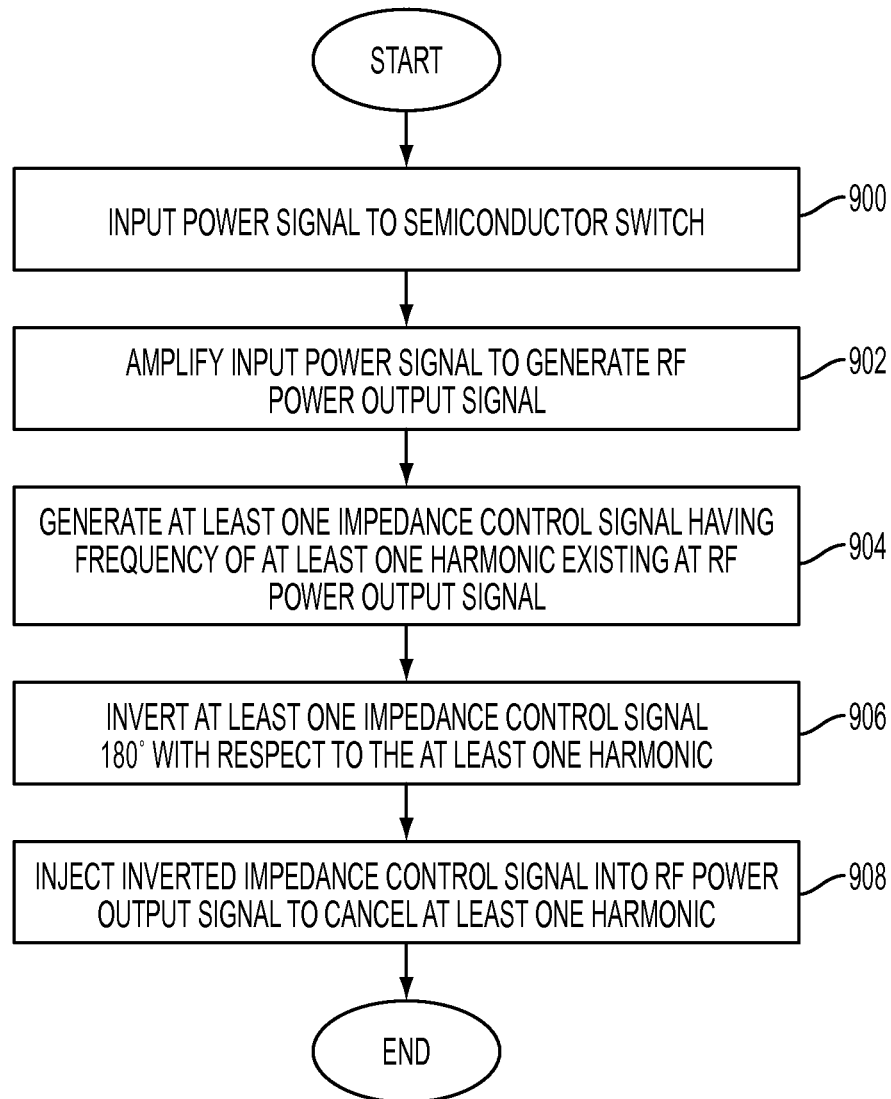 START
INPUT POWER SIGNAL TO SEMICONDUCTOR SWITCH
900
AMPLIFY INPUT POWER SIGNAL TO GENERATE RF
POWER OUTPUT SIGNAL
902
GENERATE AT LEAST ONE IMPEDANCE CONTROL SIGNAL HAVING
FREQUENCY OF AT LEAST ONE HARMONIC EXISTING AT RF
POWER OUTPUT SIGNAL
904
INVERT AT LEAST ONE IMPEDANCE CONTROL SIGNAL
180° WITH RESPECT TO THE AT LEAST ONE HARMONIC
906
INJECT INVERTED IMPEDANCE CONTROL SIGNAL INTO RF POWER
OUTPUT SIGNAL TO CANCEL AT LEAST ONE HARMONIC
908
END